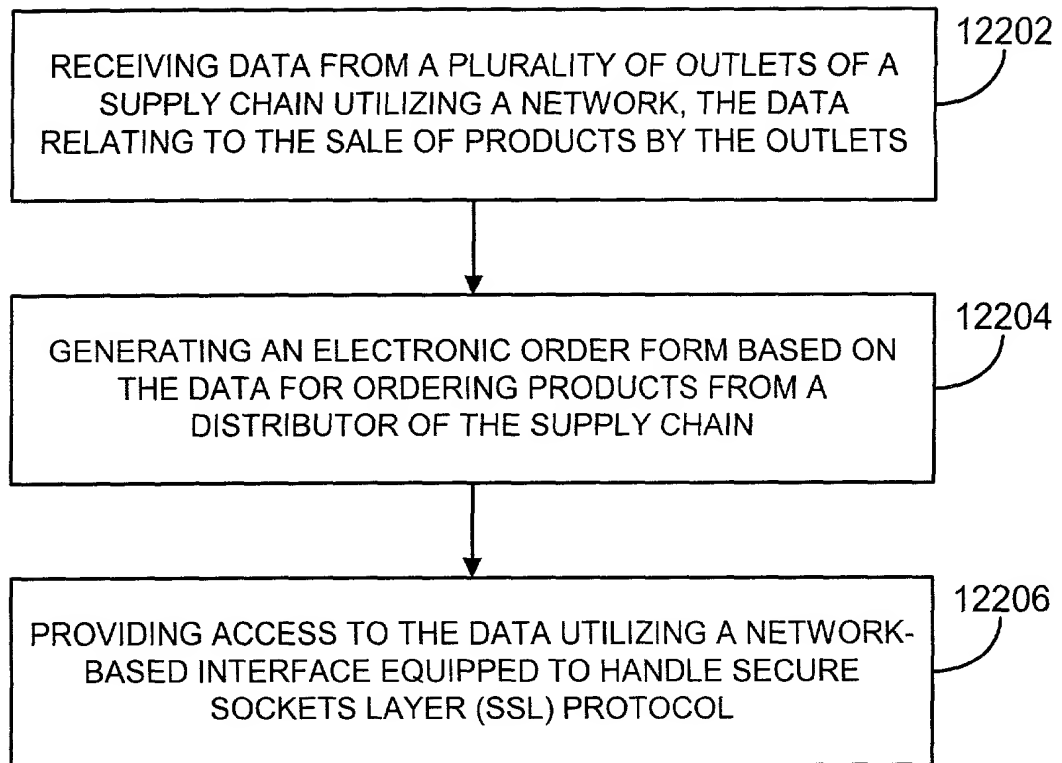 12202
RECEIVING DATA FROM A PLURALITY OF OUTLETS OF A
SUPPLY CHAIN UTILIZING A NETWORK, THE DATA
RELATING TO THE SALE OF PRODUCTS BY THE OUTLETS
12204
GENERATING AN ELECTRONIC ORDER FORM BASED ON
THE DATA FOR ORDERING PRODUCTS FROM A
DISTRIBUTOR OF THE SUPPLY CHAIN
12206
PROVIDING ACCESS TO THE DATA UTILIZING A NETWORK-
BASED INTERFACE EQUIPPED TO HANDLE SECURE
SOCKETS LAYER (SSL) PROTOCOL